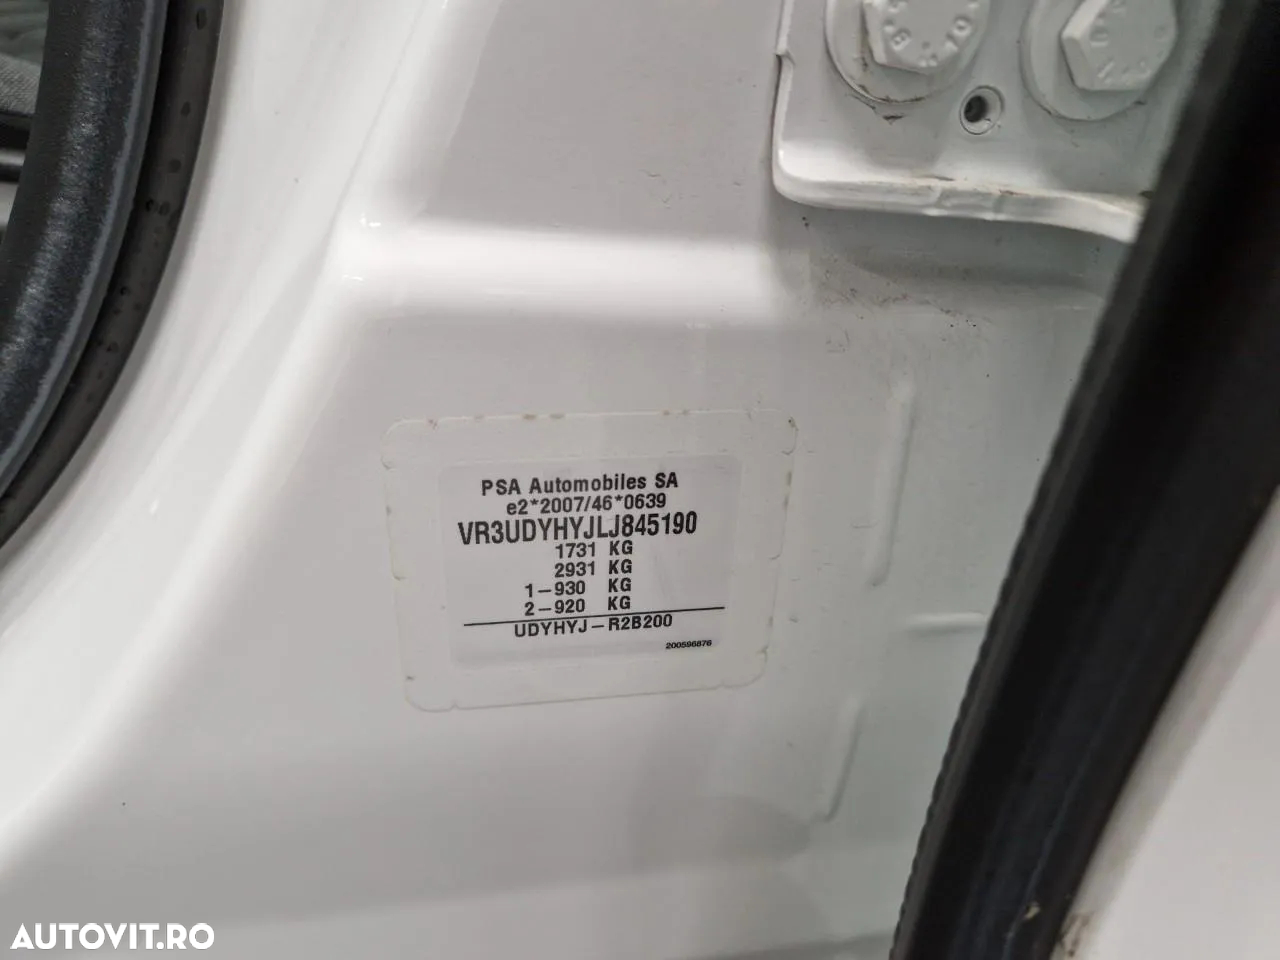 PSA Automobiles SA
e2*2007/46*0639
VR3UDYHYJLJ845190
1731 KG
2931 KG
1-930 KG
2-920 KG
UDYHYJ-R2B200
200596876
AUTOVIT.RO